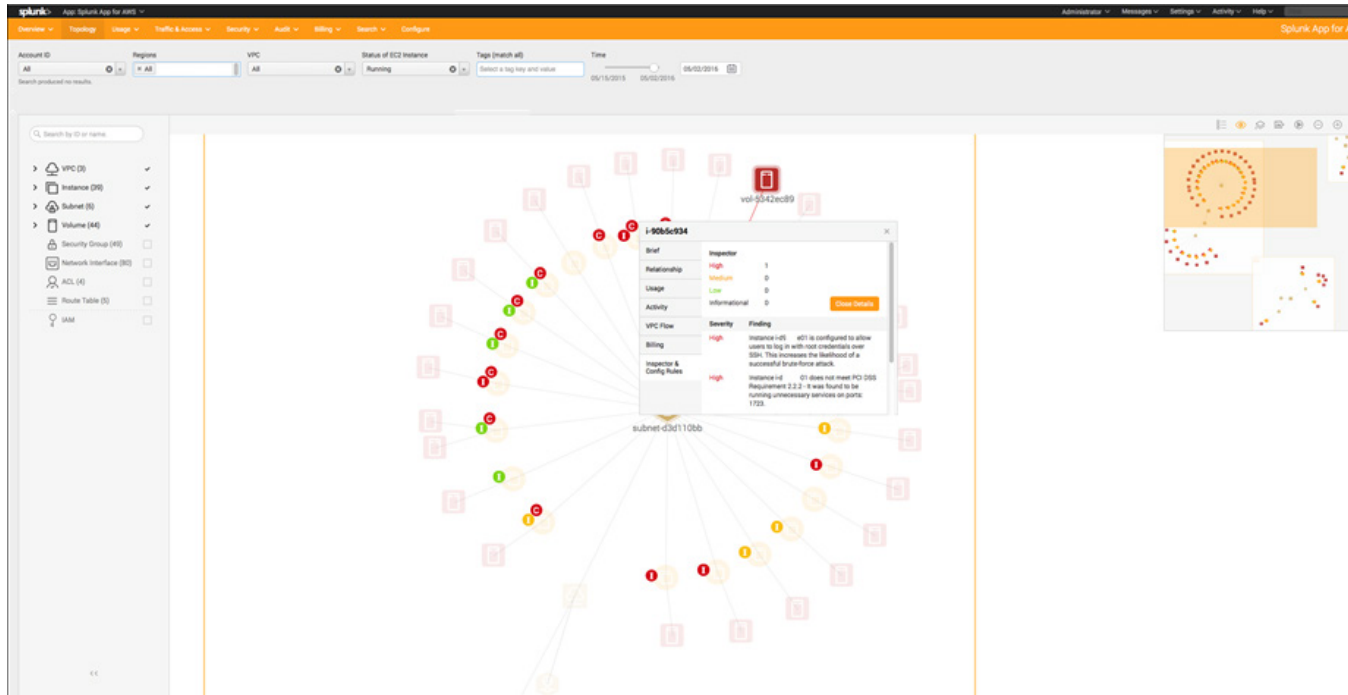 splunk> App: Splunk App for AWS
Administrator Messages Settings Activity Help
Overview Topology Usage Traffic & Access Security Audit Billing Search Configure
Splunk App for
Account ID Regions VPC Status of EC2 Instance Tags (match all) Time
All All All Running Select a tag key and value 05/02/2016
Search produced no results.
05/15/2015 05/02/2016
Search by ID or name
VPC (3)
Instance (39)
Subnet (5)
Volume (44)
Security Group (49)
Network Interface (80)
ACL (4)
Route Table (5)
IAM
vol-5342ec89
i-90b5c934
Brief
Relationship
Usage
Activity
VPC Flow
Billing
Inspector &
Config Rules
Inspector
High 1
Medium 0
Low 0
Informational 0
Close Details
Severity Finding
High Instance i-d5 e01 is configured to allow
users to log in with root credentials over
SSH. This increases the likelihood of a
successful brute-force attack.
High Instance i-d 01 does not meet PCI DSS
Requirement 2.2.2 - It was found to be
running unnecessary services on ports:
1723.
subnet-d3d110bb